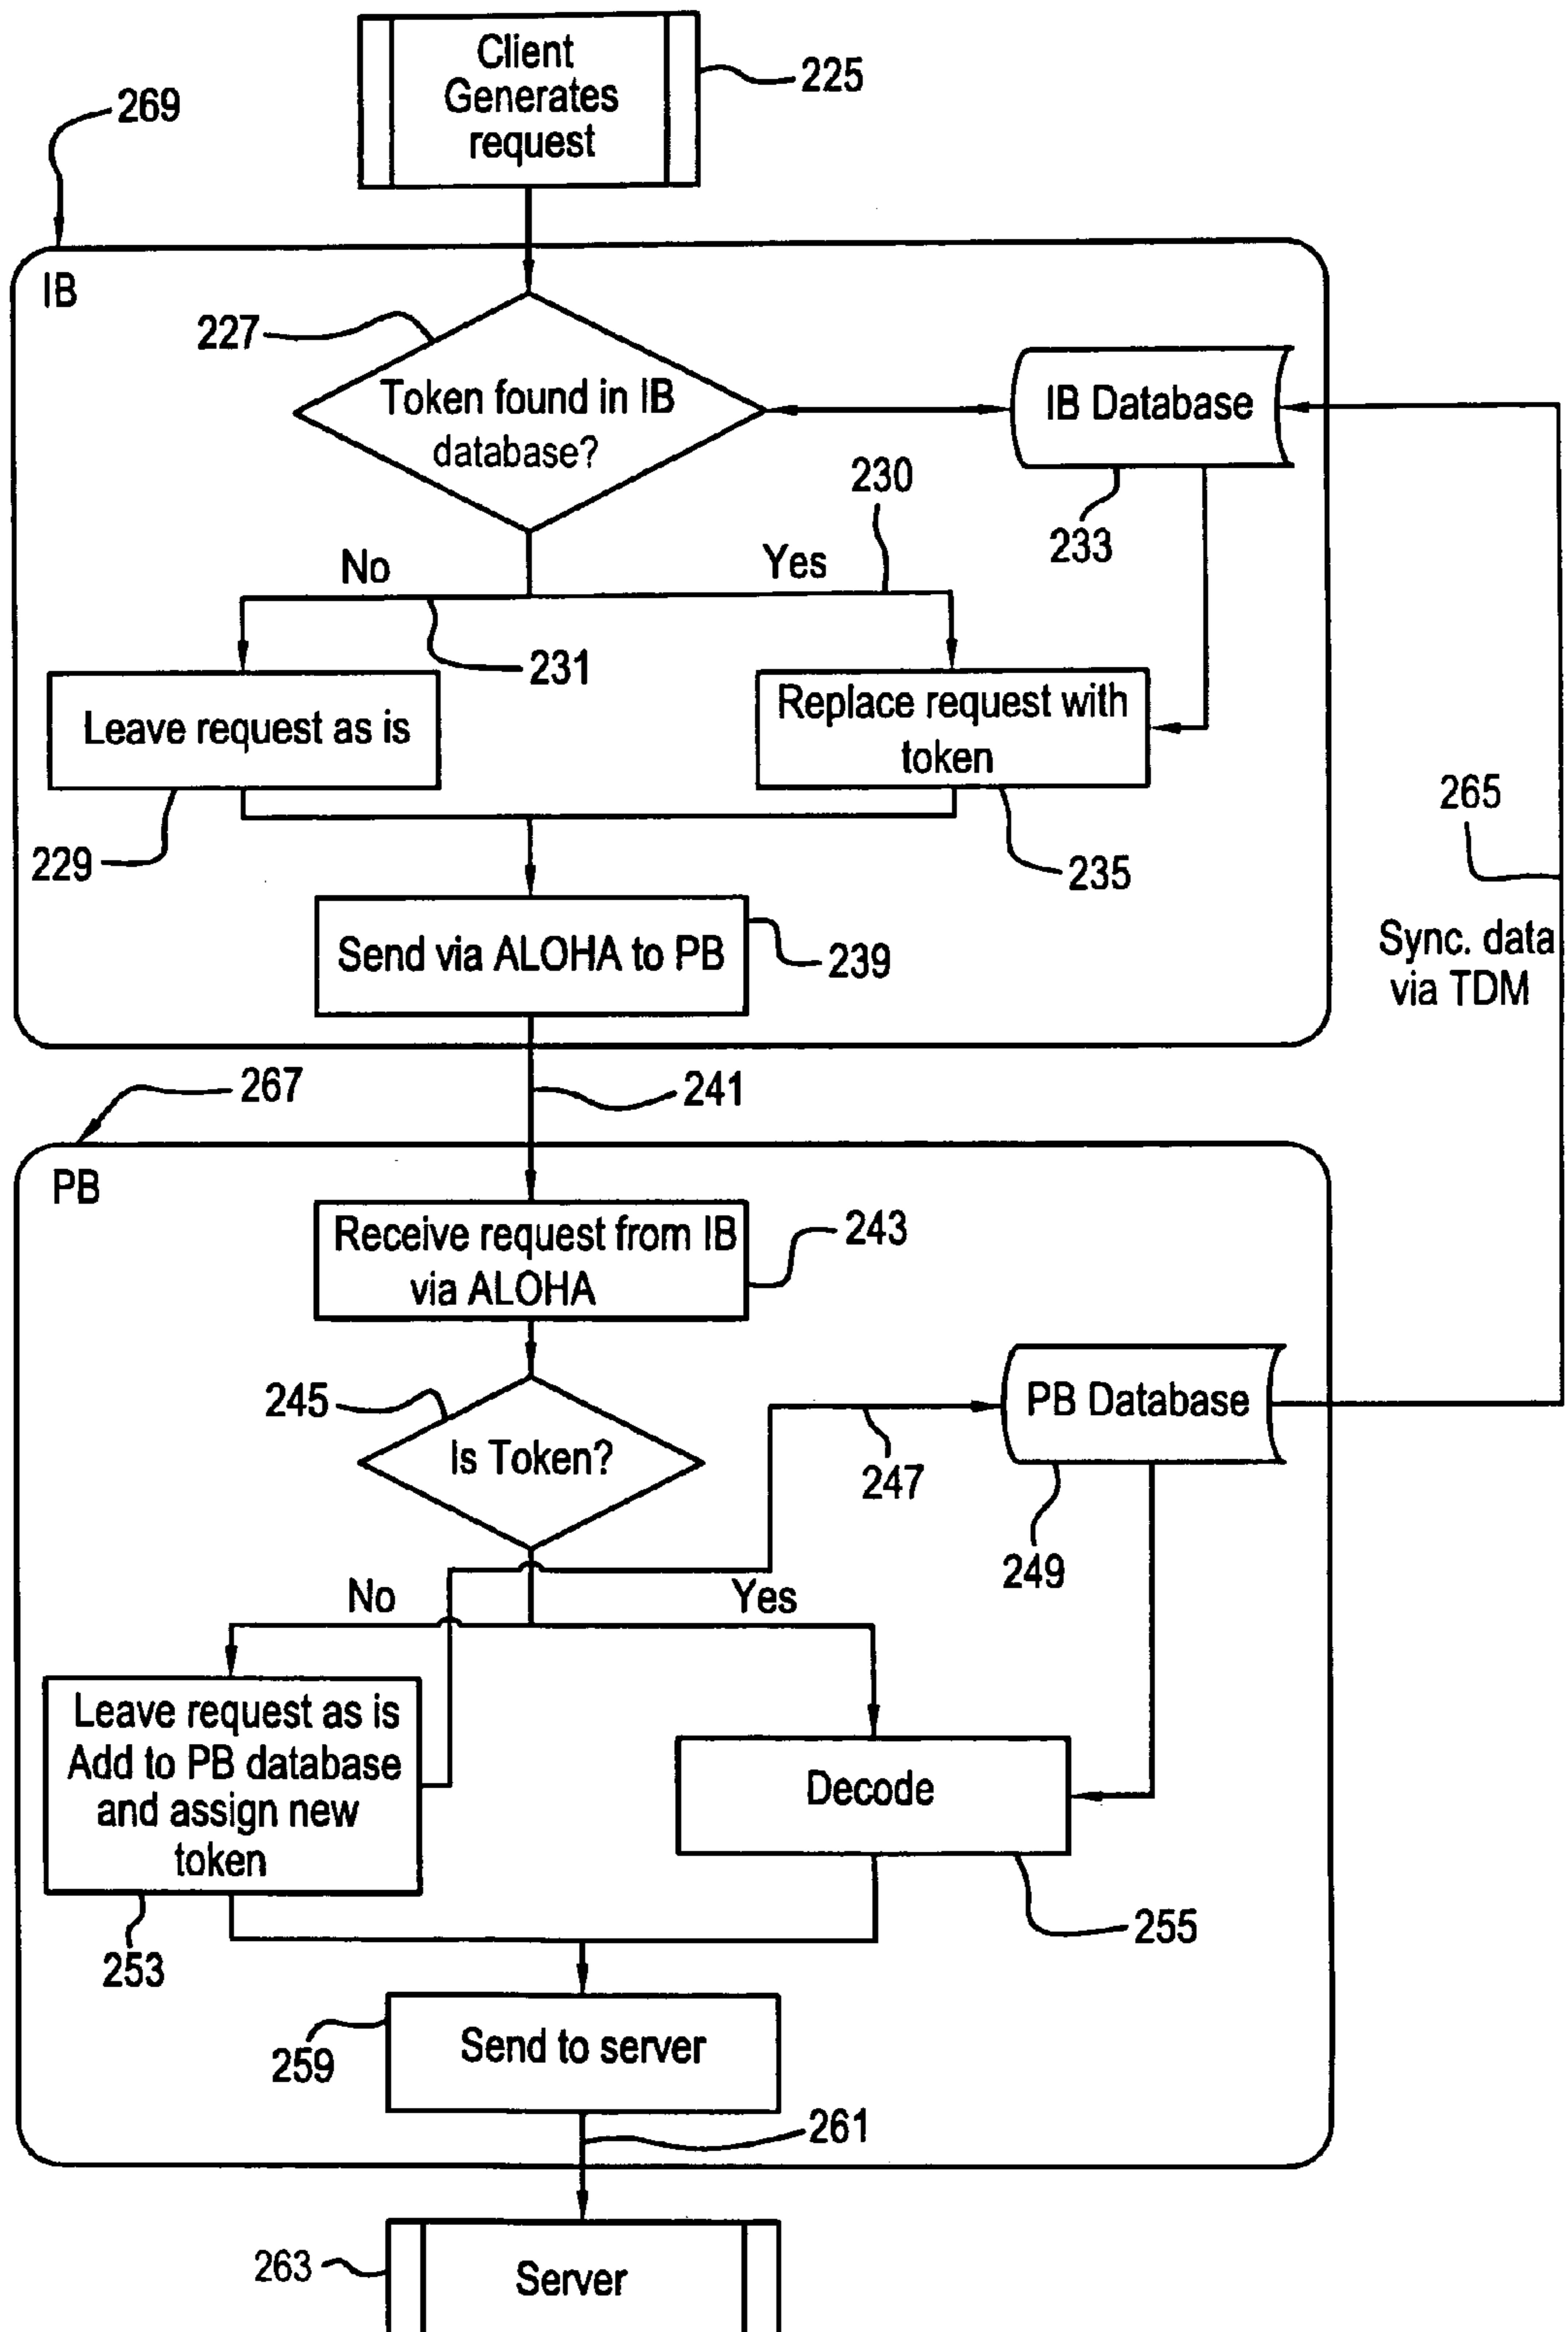 Client
Generates
request
225
269
IB
227
Token found in IB
database?
IB Database
230
233
No
Yes
231
Leave request as is
Replace request with
token
265
229
235
Send via ALOHA to PB
239
Sync. data
via TDM
267
241
PB
Receive request from IB
via ALOHA
243
245
Is Token?
PB Database
247
249
No
Yes
Leave request as is
Add to PB database
and assign new
token
Decode
253
255
259
Send to server
261
263
Server